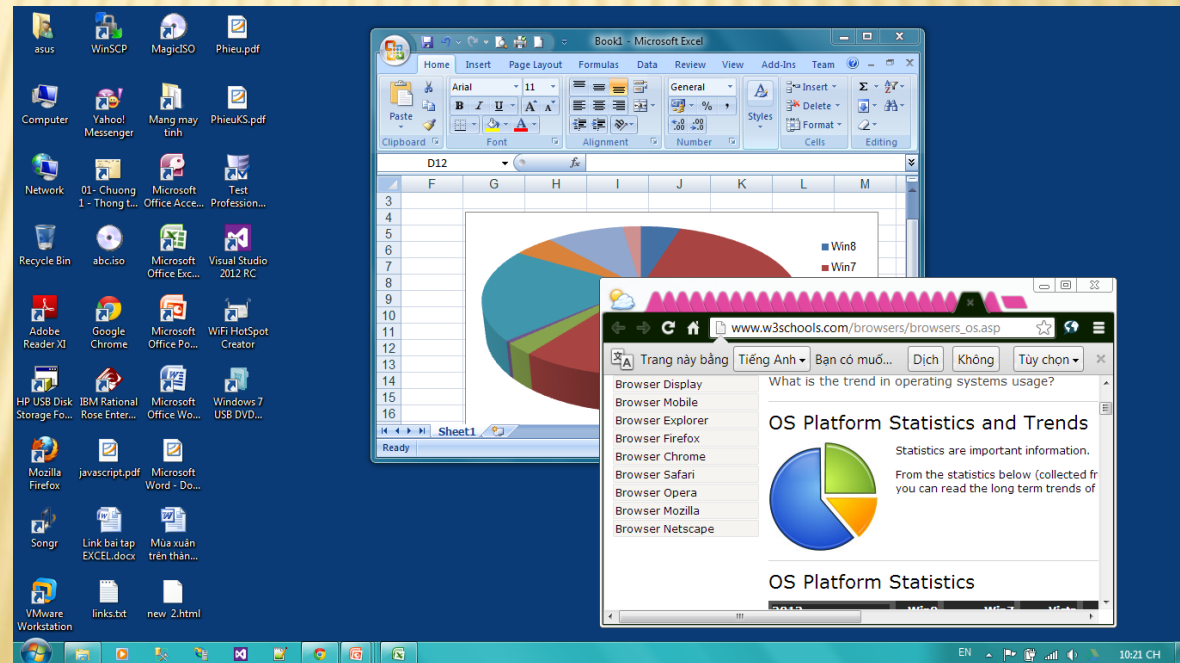 asus
WinSCP
MagicISO
Phieu.pdf
Computer
Yahoo!
Messenger
Mang may
tinh
PhieuKS.pdf
Network
01- Chuong
1 - Thong t...
Microsoft
Office Acce...
Test
Profession...
Recycle Bin
abc.iso
Microsoft
Office Exc...
Visual Studio
2012 RC
Adobe
Reader XI
Google
Chrome
Microsoft
Office Po...
WiFi HotSpot
Creator
HP USB Disk
Storage Fo...
IBM Rational
Rose Enter...
Microsoft
Office Wo...
Windows 7
USB DVD...
Mozilla
Firefox
javascript.pdf
Microsoft
Word - Do...
Songr
Link bai tap
EXCEL.docx
Mùa xuân
trên thàn...
VMware
Workstation
links.txt
new 2.html
Book1 - Microsoft Excel
Home Insert Page Layout Formulas Data Review View Add-Ins Team
Paste
Clipboard
Arial 11
B I U A A
A
Font
Alignment
General
% ,
Number
Styles
Insert
Delete
Format
Cells
Σ
Editing
D12 fx
F G H I J K L M
3
4
5
6
7
8
9
10
11
12
13
14
15
16
Win8
Win7
Sheet1
Ready
www.w3schools.com/browsers/browsers_os.asp
Trang này bằng Tiếng Anh Bạn có muố... Dịch Không Tùy chọn
Browser Display
Browser Mobile
Browser Explorer
Browser Firefox
Browser Chrome
Browser Safari
Browser Opera
Browser Mozilla
Browser Netscape
What is the trend in operating systems usage?
OS Platform Statistics and Trends
Statistics are important information.
From the statistics below (collected fr
you can read the long term trends of
OS Platform Statistics
2012 Win8 Win7 Vista
EN 10:21 CH